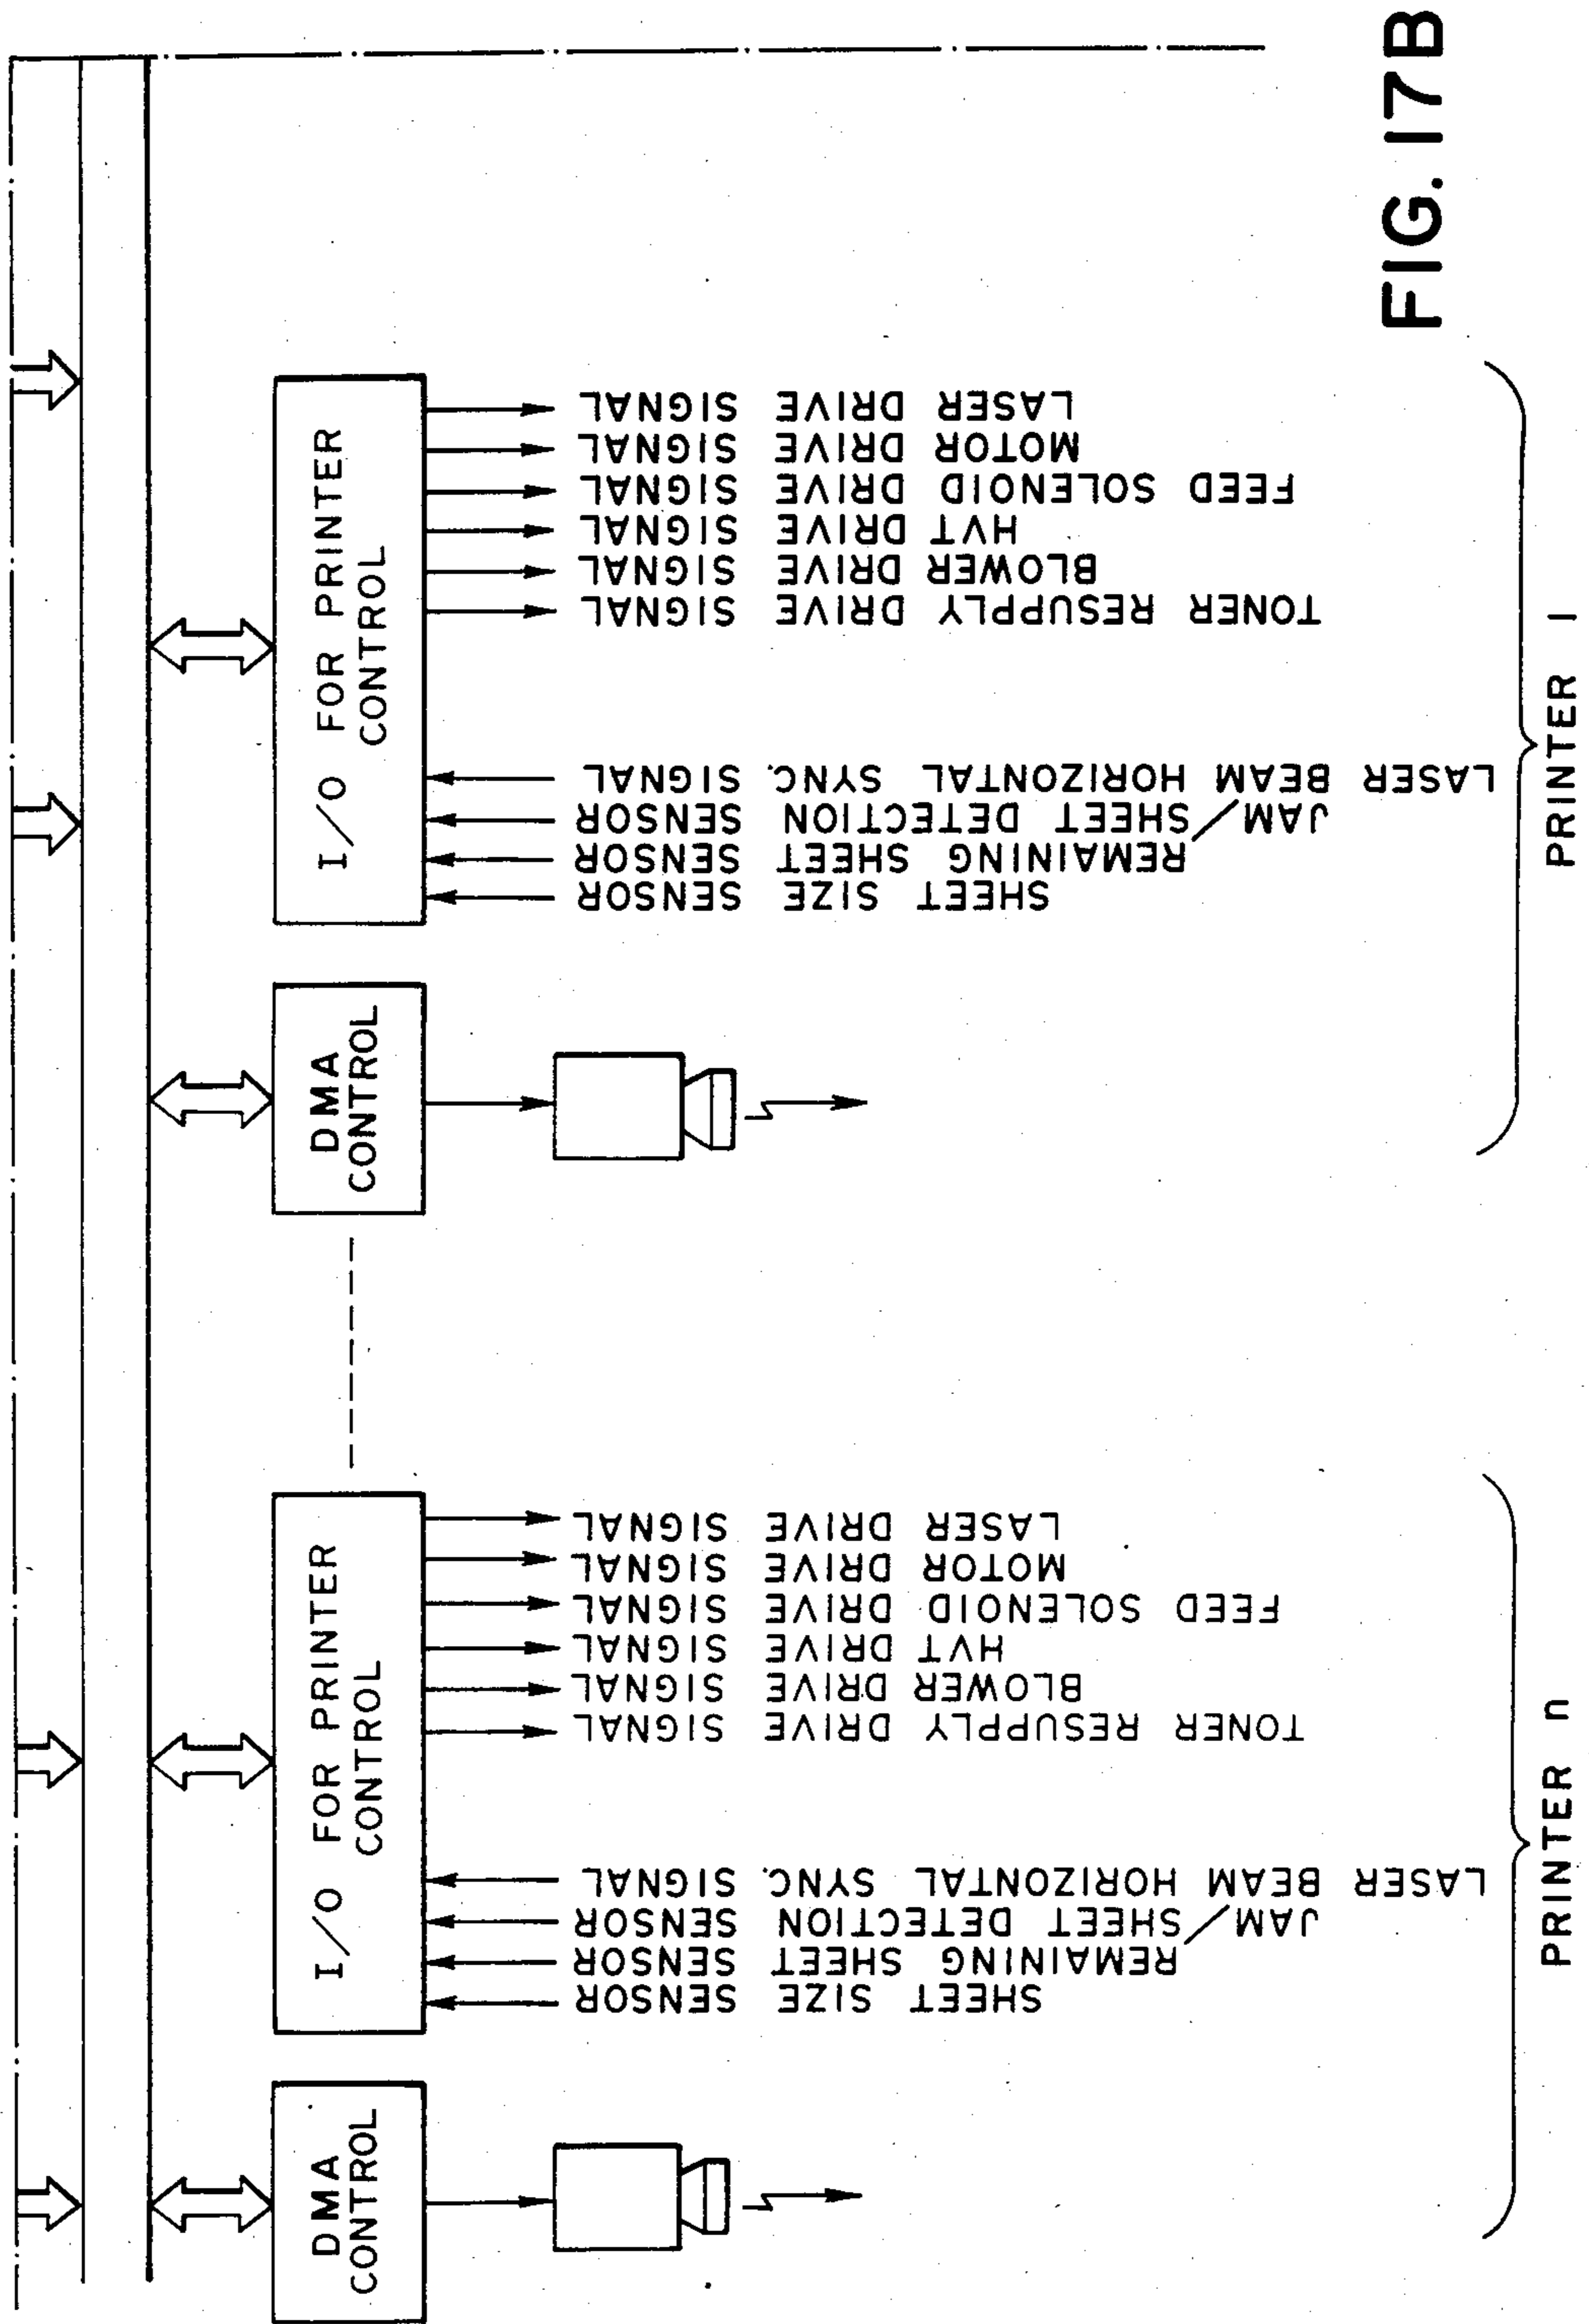 FIG. 17B
I/O FOR PRINTER
CONTROL
LASER DRIVE SIGNAL
MOTOR DRIVE SIGNAL
FEED SOLENOID DRIVE SIGNAL
HVT DRIVE SIGNAL
BLOWER DRIVE SIGNAL
TONER RESUPPLY DRIVE SIGNAL
LASER BEAM HORIZONTAL SYNC. SIGNAL
JAM/SHEET DETECTION SENSOR
REMAINING SHEET SENSOR
SHEET SIZE SENSOR
DMA
CONTROL
PRINTER 1
I/O FOR PRINTER
CONTROL
LASER DRIVE SIGNAL
MOTOR DRIVE SIGNAL
FEED SOLENOID DRIVE SIGNAL
HVT DRIVE SIGNAL
BLOWER DRIVE SIGNAL
TONER RESUPPLY DRIVE SIGNAL
LASER BEAM HORIZONTAL SYNC. SIGNAL
JAM/SHEET DETECTION SENSOR
REMAINING SHEET SENSOR
SHEET SIZE SENSOR
DMA
CONTROL
PRINTER n